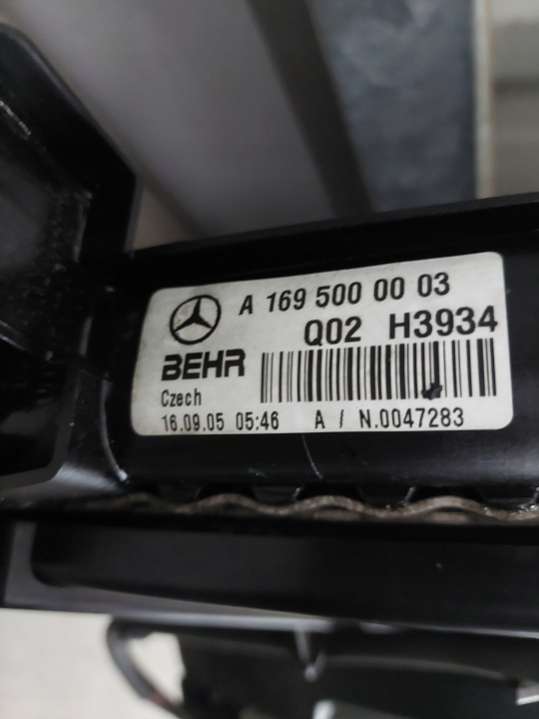 A 169 500 00 03
Q02 H3934
BEHR
Czech
16.09.05 05:46 A / N.0047283